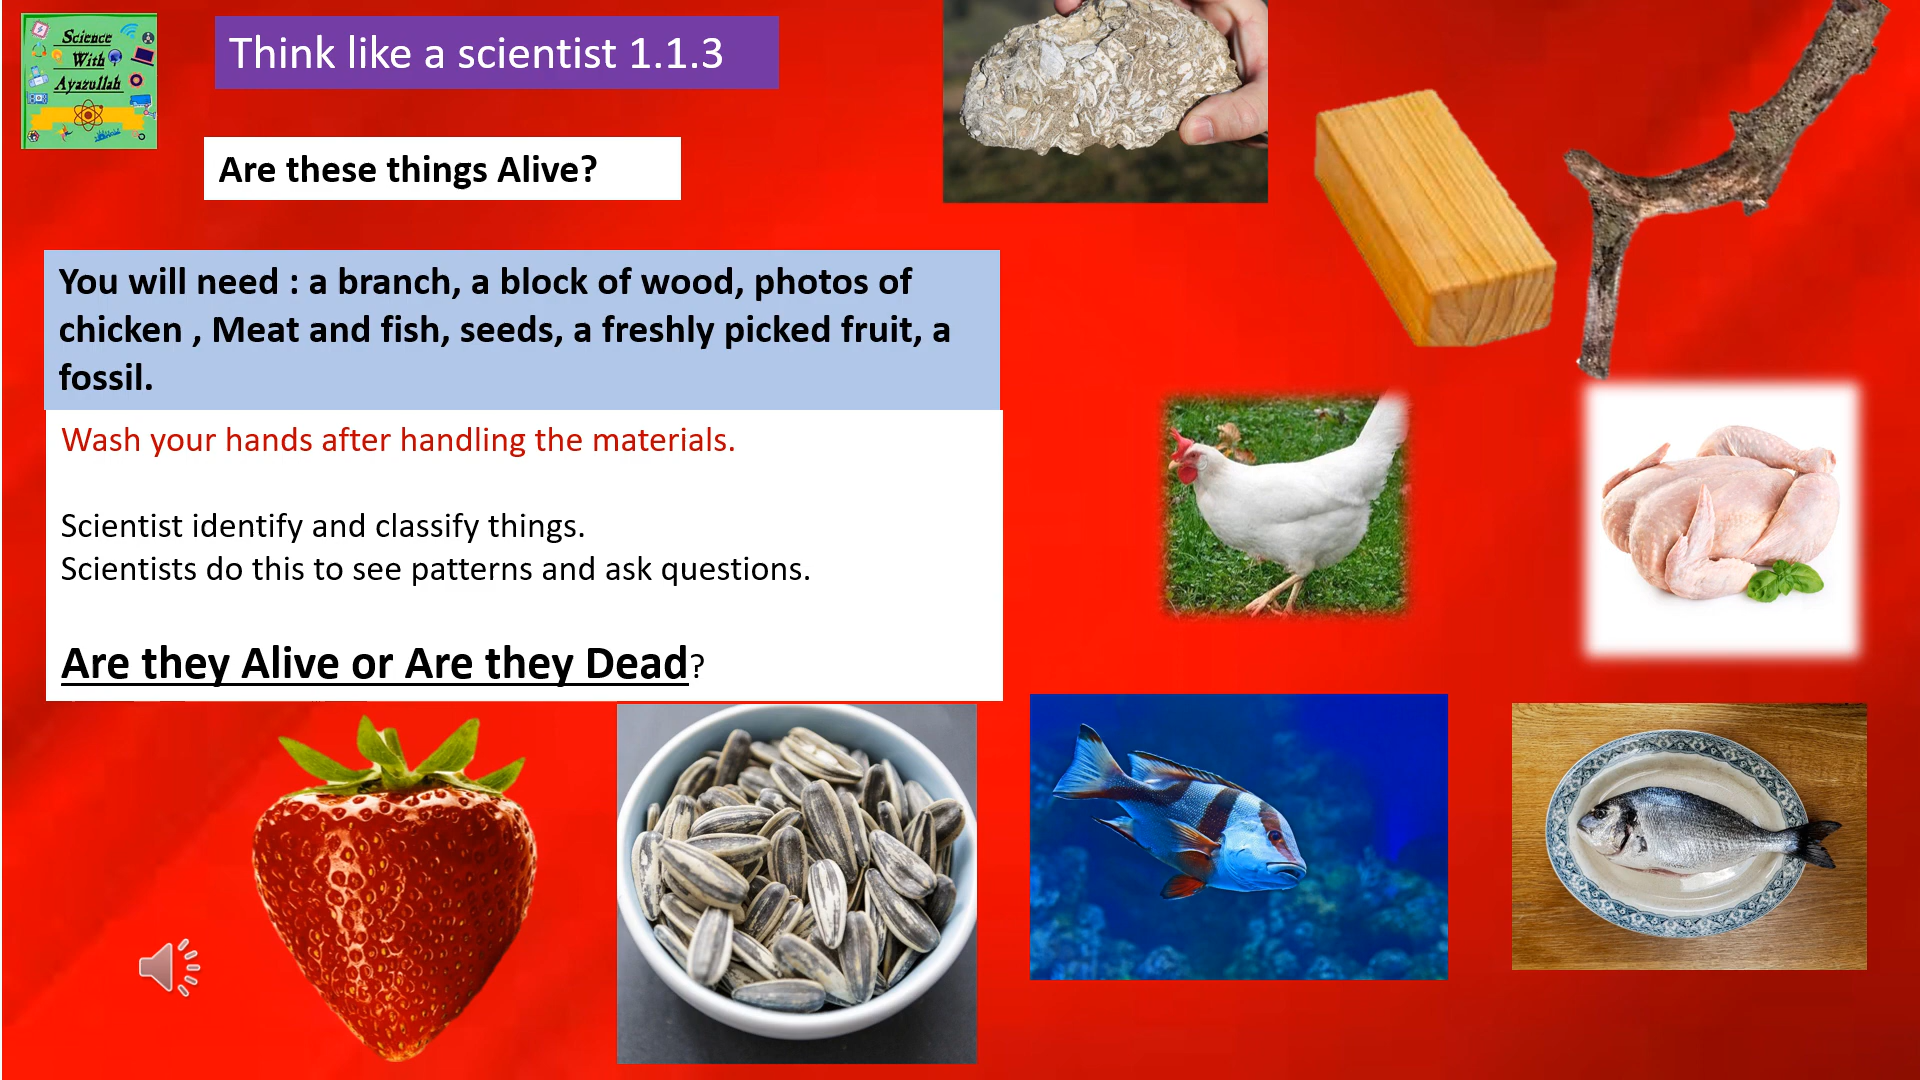 Science
With
Ayazullah
Think like a scientist 1.1.3
Are these things Alive?
You will need : a branch, a block of wood, photos of
chicken , Meat and fish, seeds, a freshly picked fruit, a
fossil.
Wash your hands after handling the materials.
Scientist identify and classify things.
Scientists do this to see patterns and ask questions.
Are they Alive or Are they Dead?